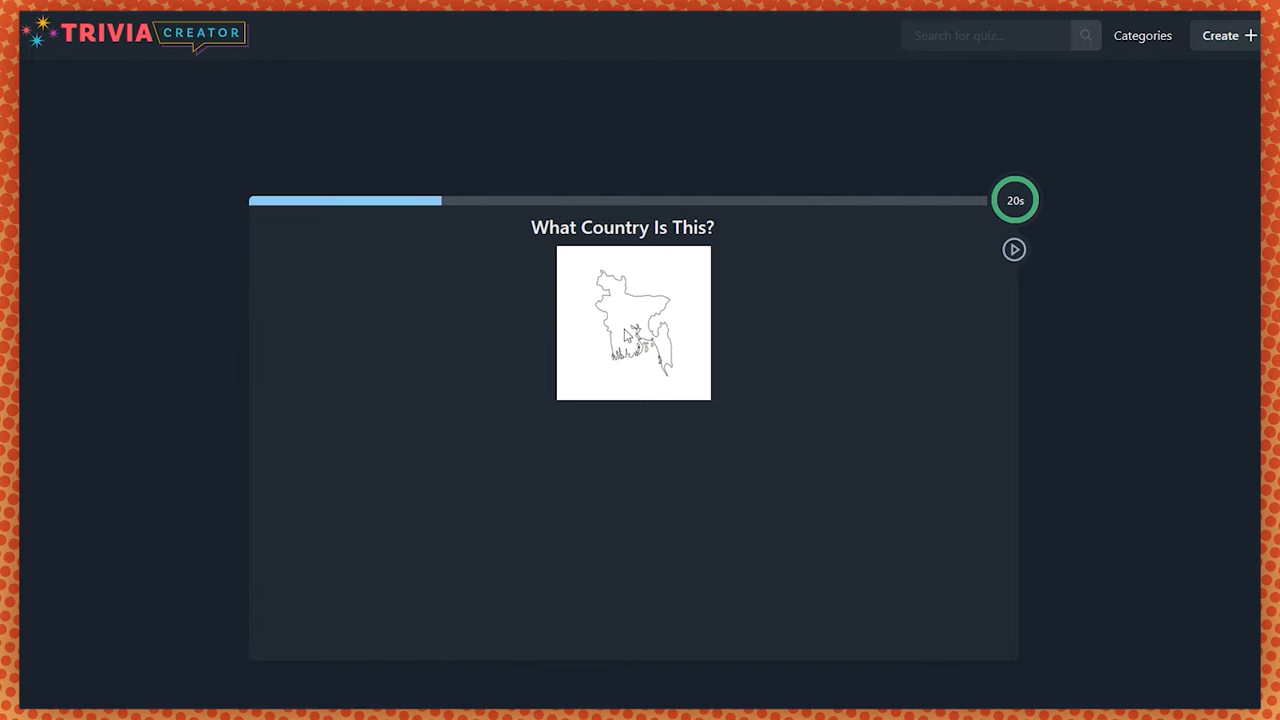 TRIVIA CREATOR
Search for quiz...
Categories
Create +
20s
What Country Is This?